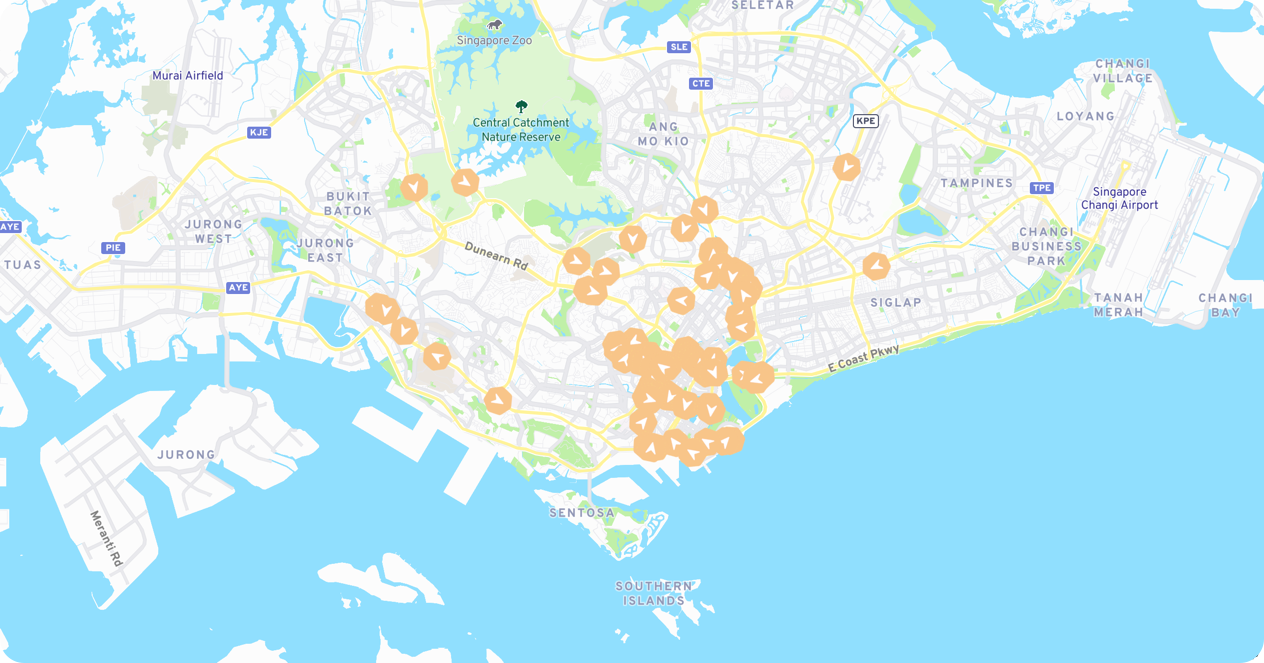 SELETAR
Singapore Zoo
SLE
CHANGI
VILLAGE
Murai Airfield
CTE
Central Catchment
Nature Reserve
KPE
LOYANG
KJE
ANG
MO KIO
TAMPINES
TPE
Singapore
Changi Airport
BUKIT
BATOK
AYE
JURONG
WEST
PIE
JURONG
EAST
Dunearn Rd
CHANGI
BUSINESS
PARK
TUAS
AYE
SIGLAP
TANAH
MERAH
CHANGI
BAY
E Coast Pkwy
JURONG
Meranti Rd
SENTOSA
SOUTHERN
ISLANDS